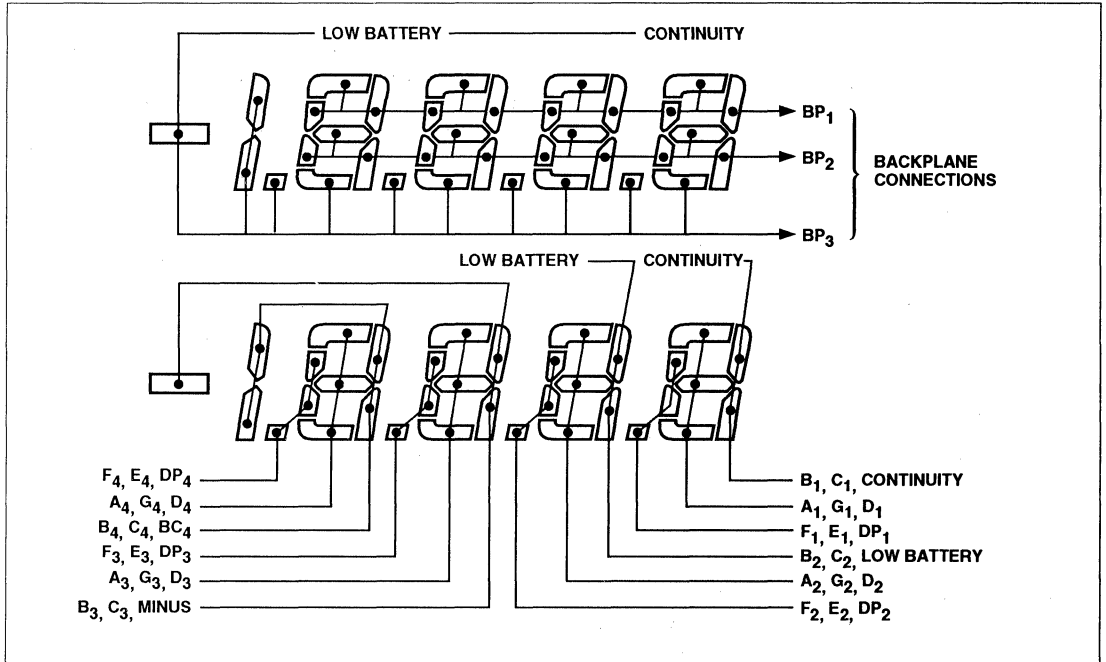 LOW BATTERY CONTINUITY
BP1
BP2
BACKPLANE
CONNECTIONS
BP3
LOW BATTERY CONTINUITY
F4, E4, DP4
A4, G4, D4
B4, C4, BC4
F3, E3, DP3
A3, G3, D3
B3, C3, MINUS
B1, C1, CONTINUITY
A1, G1, D1
F1, E1, DP1
B2, C2, LOW BATTERY
A2, G2, D2
F2, E2, DP2